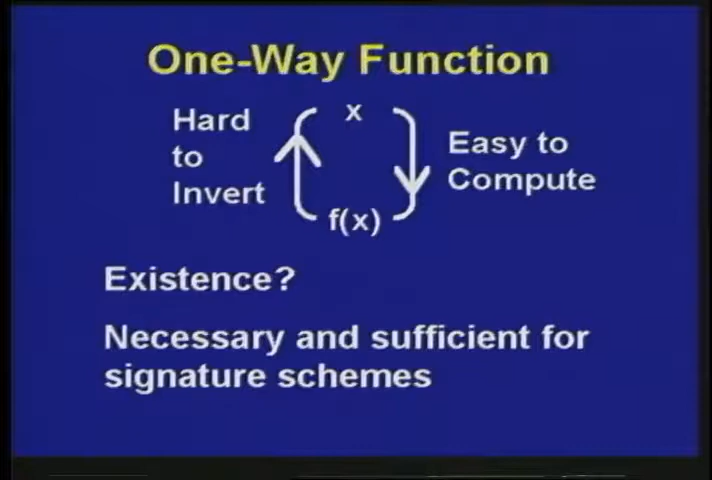 One-Way Function
Hard
to
Invert
x
f(x)
Easy to
Compute
Existence?
Necessary and sufficient for
signature schemes